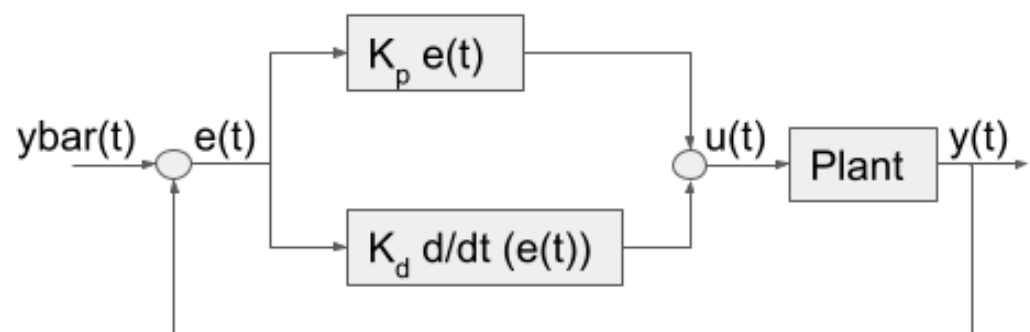 K_p e(t)
ybar(t) e(t) u(t) y(t)
Plant
K_d d/dt (e(t))